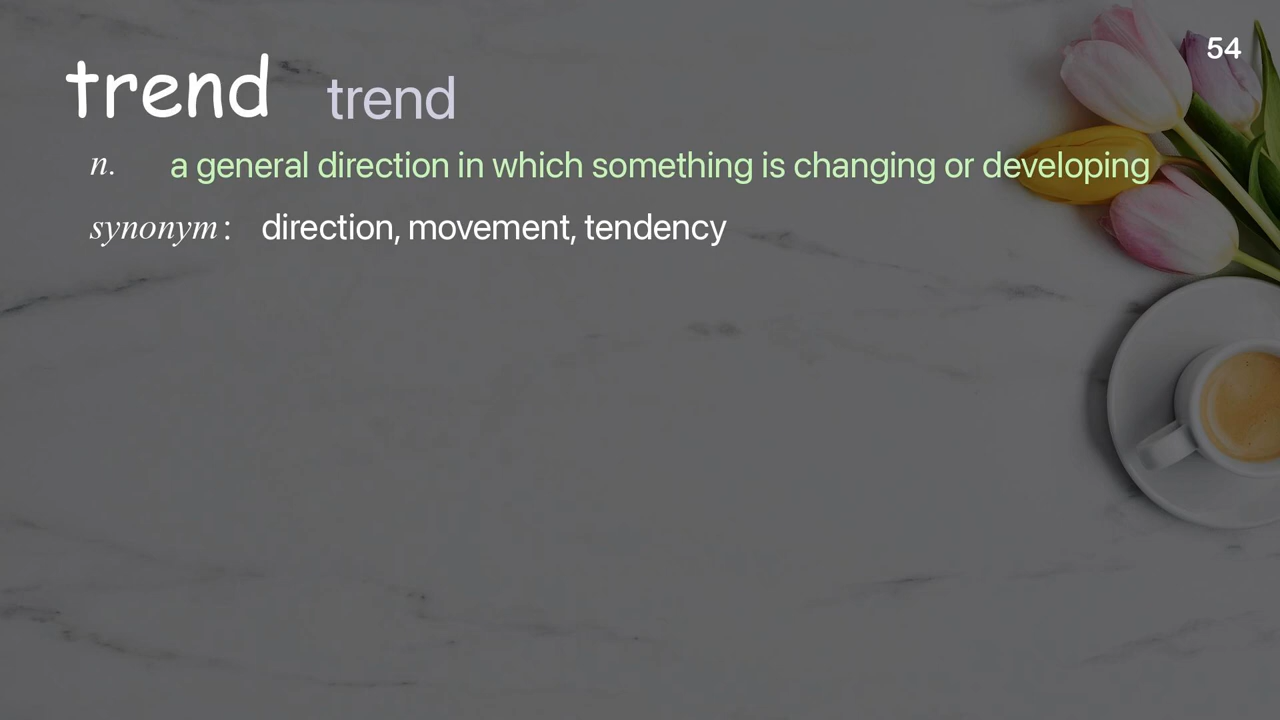 54
trend trend
n. a general direction in which something is changing or developing
synonym: direction, movement, tendency